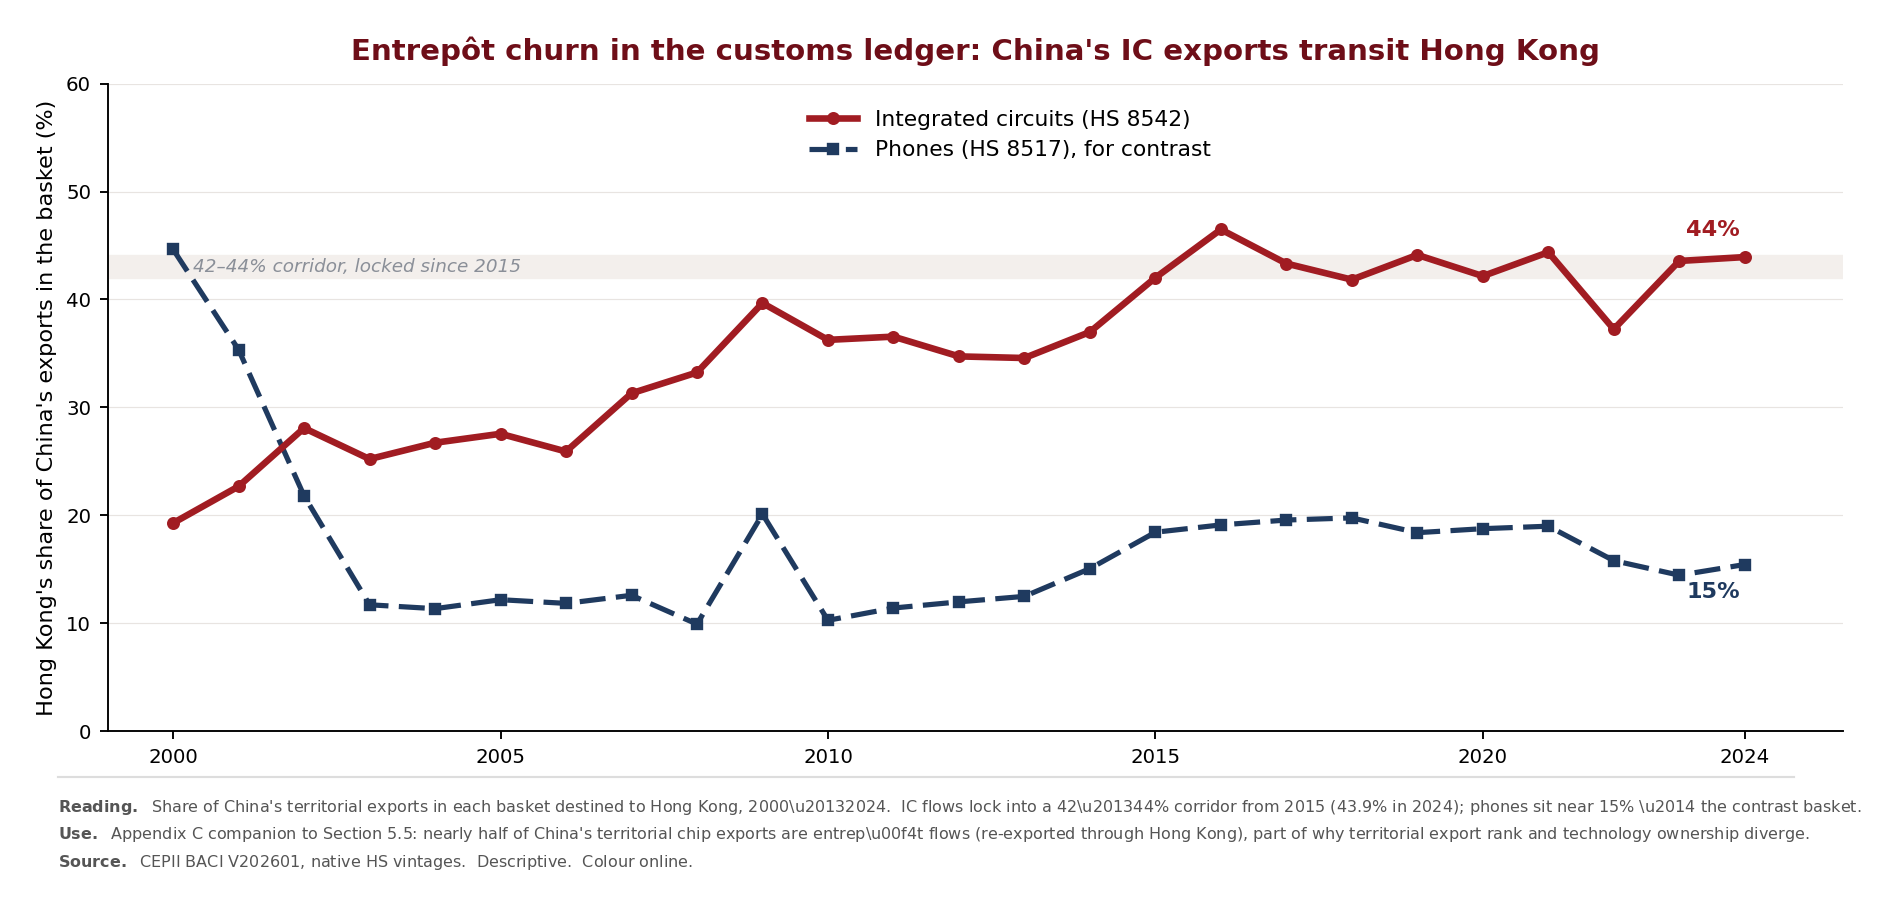 Entrepôt churn in the customs ledger: China's IC exports transit Hong Kong
Hong Kong's share of China's exports in the basket (%)
60
50
40
30
20
10
0
Integrated circuits (HS 8542)
Phones (HS 8517), for contrast
44%
42–44% corridor, locked since 2015
15%
2000
2005
2010
2015
2020
2024
Reading. Share of China's territorial exports in each basket destined to Hong Kong, 2000\u20132024. IC flows lock into a 42\u201344% corridor from 2015 (43.9% in 2024); phones sit near 15% \u2014 the contrast basket.
Use. Appendix C companion to Section 5.5: nearly half of China's territorial chip exports are entrep\u00f4t flows (re-exported through Hong Kong), part of why territorial export rank and technology ownership diverge.
Source. CEPII BACI V202601, native HS vintages. Descriptive. Colour online.